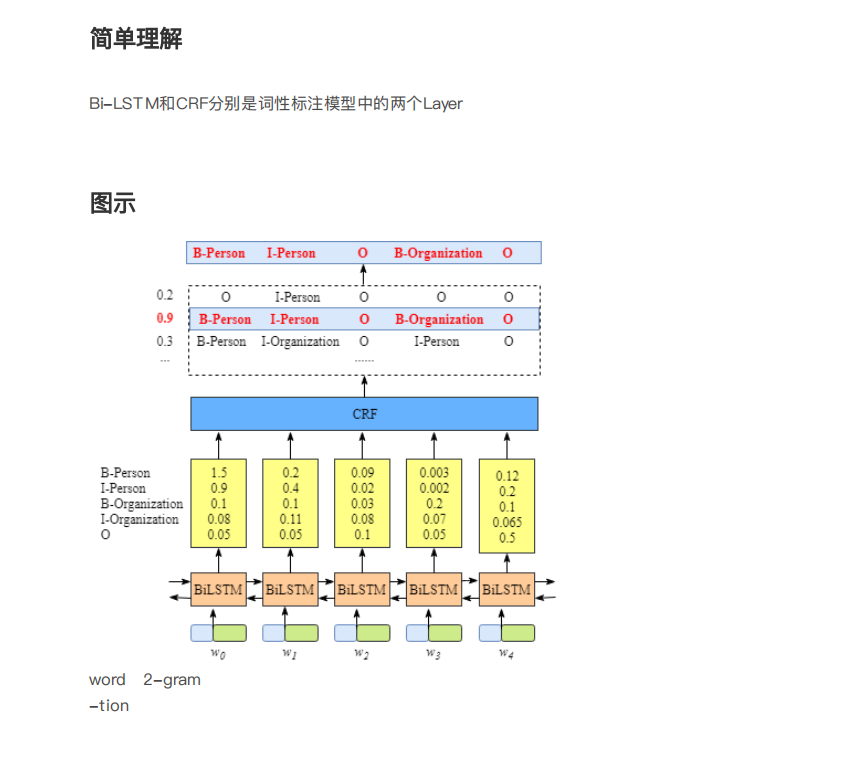 简单理解
Bi-LSTM和CRF分别是词性标注模型中的两个Layer
图示
B-Person I-Person O B-Organization O
0.2 O I-Person O O O
0.9 B-Person I-Person O B-Organization O
0.3 B-Person I-Organization O I-Person O
... ......
CRF
B-Person 1.5 0.2 0.09 0.003 0.12
I-Person 0.9 0.4 0.02 0.002 0.2
B-Organization 0.1 0.1 0.03 0.2 0.1
I-Organization 0.08 0.11 0.08 0.07 0.065
O 0.05 0.05 0.1 0.05 0.5
BiLSTM BiLSTM BiLSTM BiLSTM BiLSTM
w0 w1 w2 w3 w4
word 2-gram
-tion